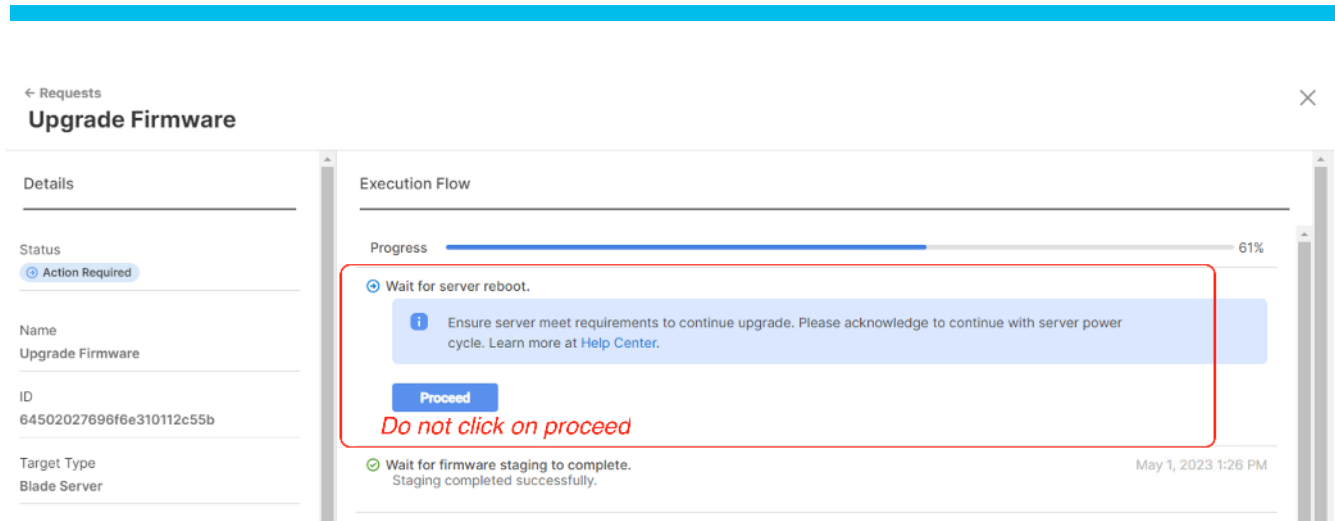 ← Requests
Upgrade Firmware
Details
Status
Action Required
Name
Upgrade Firmware
ID
64502027696f6e310112c55b
Target Type
Blade Server
Execution Flow
Progress 61%
Wait for server reboot.
Ensure server meet requirements to continue upgrade. Please acknowledge to continue with server power
cycle. Learn more at Help Center.
Proceed
Do not click on proceed
Wait for firmware staging to complete. May 1, 2023 1:26 PM
Staging completed successfully.